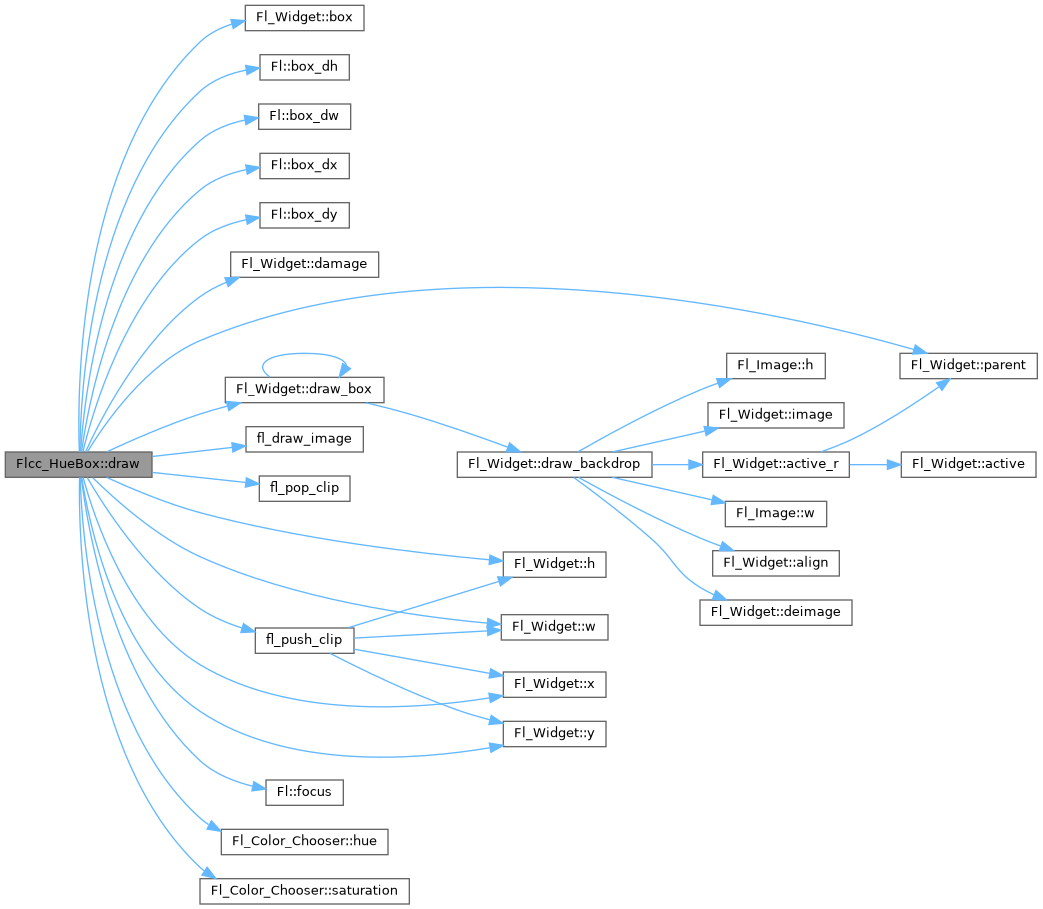 Fl_Widget::box
Fl::box_dh
Fl::box_dw
Fl::box_dx
Fl::box_dy
Fl_Widget::damage
Fl_Widget::parent
Fl_Image::h
Fl_Widget::draw_box
Fl_Widget::image
fl_draw_image
Flcc_HueBox::draw
Fl_Widget::draw_backdrop
Fl_Widget::active_r
Fl_Widget::active
fl_pop_clip
Fl_Image::w
Fl_Widget::h
Fl_Widget::align
Fl_Widget::deimage
Fl_Widget::w
fl_push_clip
Fl_Widget::x
Fl_Widget::y
Fl::focus
Fl_Color_Chooser::hue
Fl_Color_Chooser::saturation